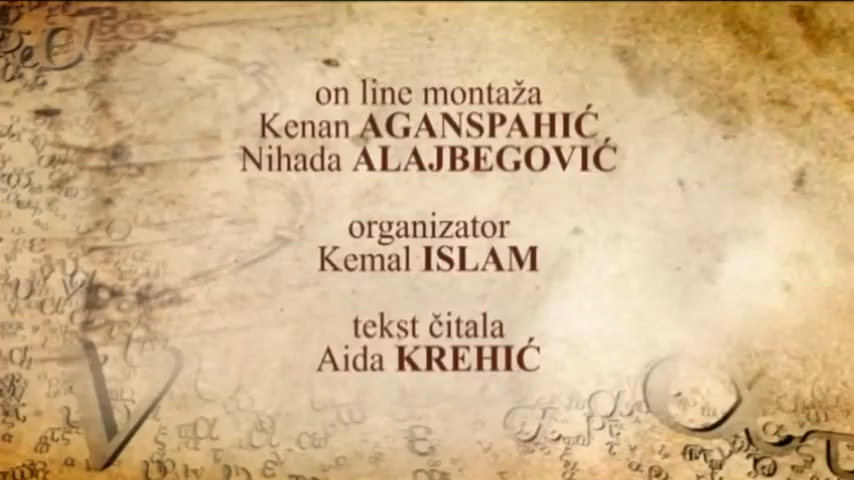 on line montaža
Kenan AGANSPAHIĆ
Nihada ALAJBEGOVIĆ
organizator
Kemal ISLAM
tekst čitala
Aida KREHIĆ